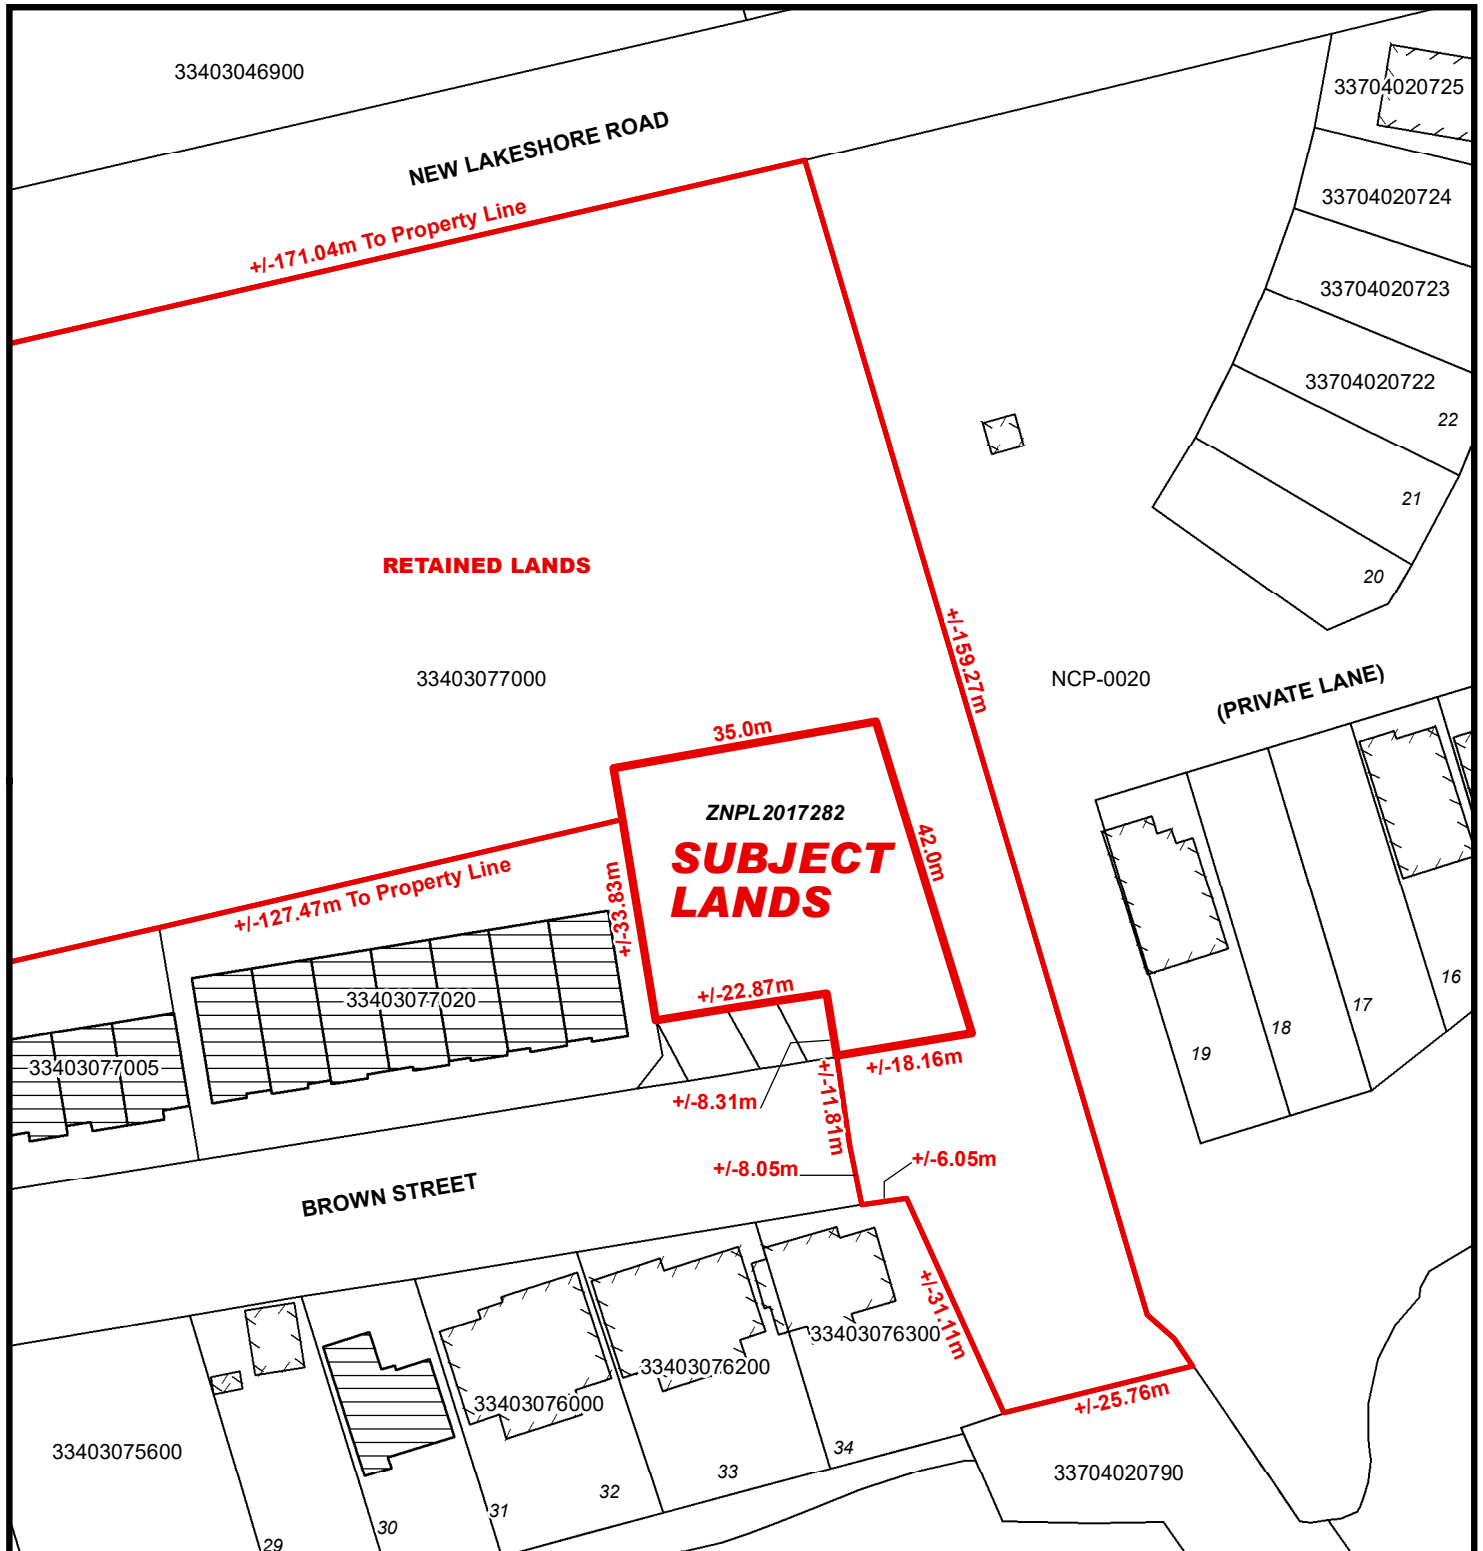 33403046900
33704020725
NEW LAKESHORE ROAD
33704020724
+/-171.04m To Property Line
33704020723
33704020722
22
21
RETAINED LANDS
20
+/-159.27m
33403077000
NCP-0020
(PRIVATE LANE)
35.0m
ZNPL2017282
SUBJECT
LANDS
42.0m
+/-33.83m
+/-127.47m To Property Line
+/-22.87m
33403077020
16
17
18
19
33403077005
+/-18.16m
+/-8.31m
+/-11.81m
+/-8.05m
+/-6.05m
BROWN STREET
+/-31.11m
33403076300
33403076200
33403076000
+/-25.76m
33403075600
34
33
32
31
30
29
33704020790